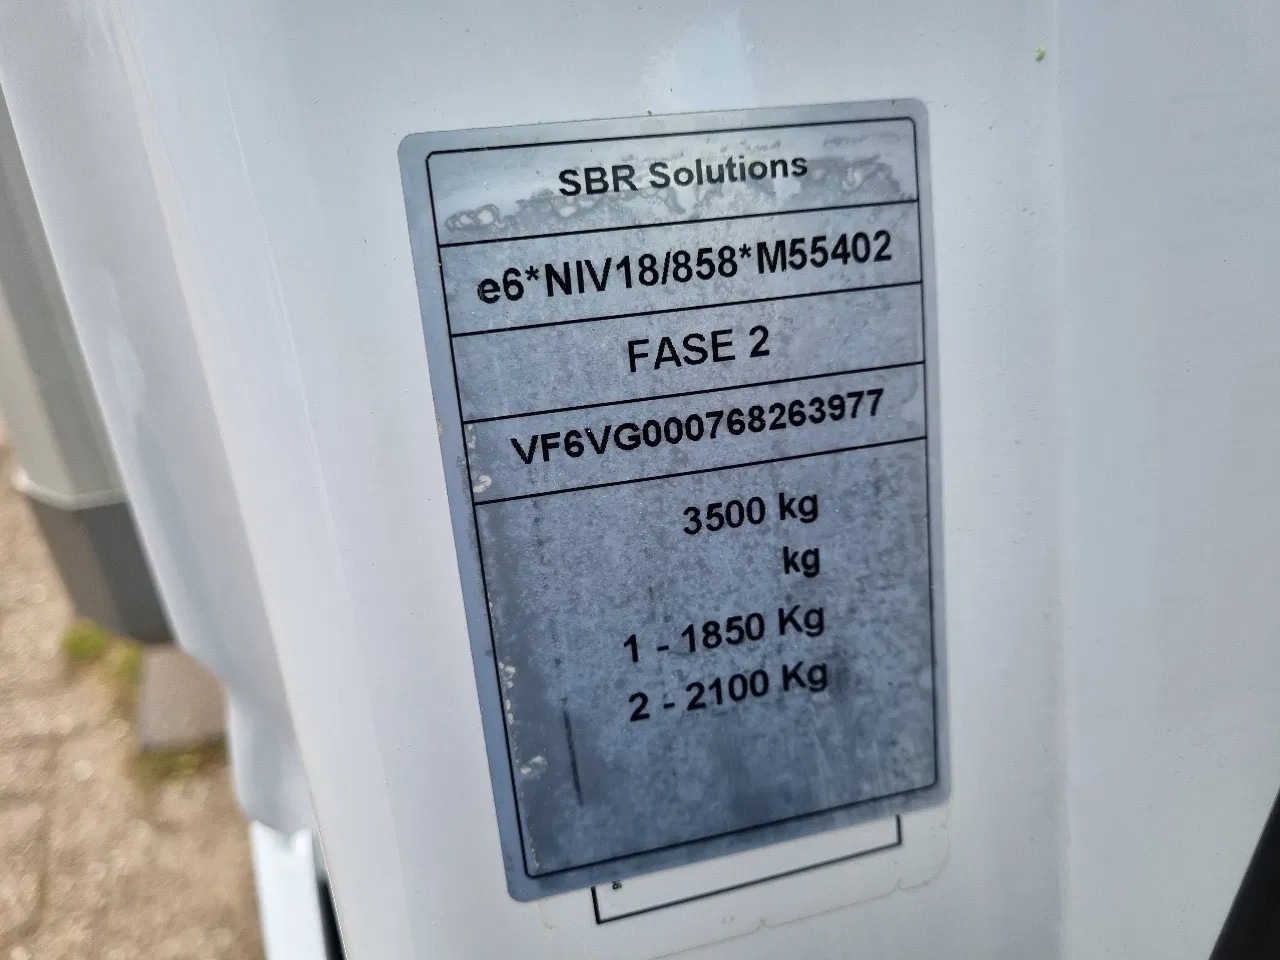 SBR Solutions
e6*NIV18/858*M55402
FASE 2
VF6VG000768263977
3500 kg
kg
1 - 1850 Kg
2 - 2100 Kg